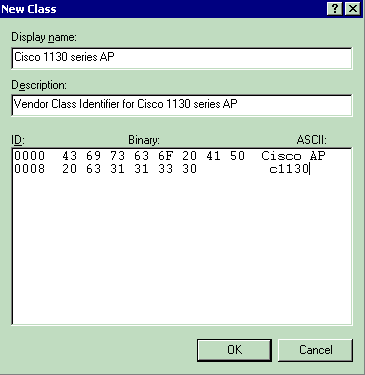 New Class
Display name:
Cisco 1130 series AP
Description:
Vendor Class Identifier for Cisco 1130 series AP
ID: Binary: ASCII:
0000 43 69 73 63 6F 20 41 50 Cisco AP
0008 20 63 31 31 33 30 c1130
OK Cancel